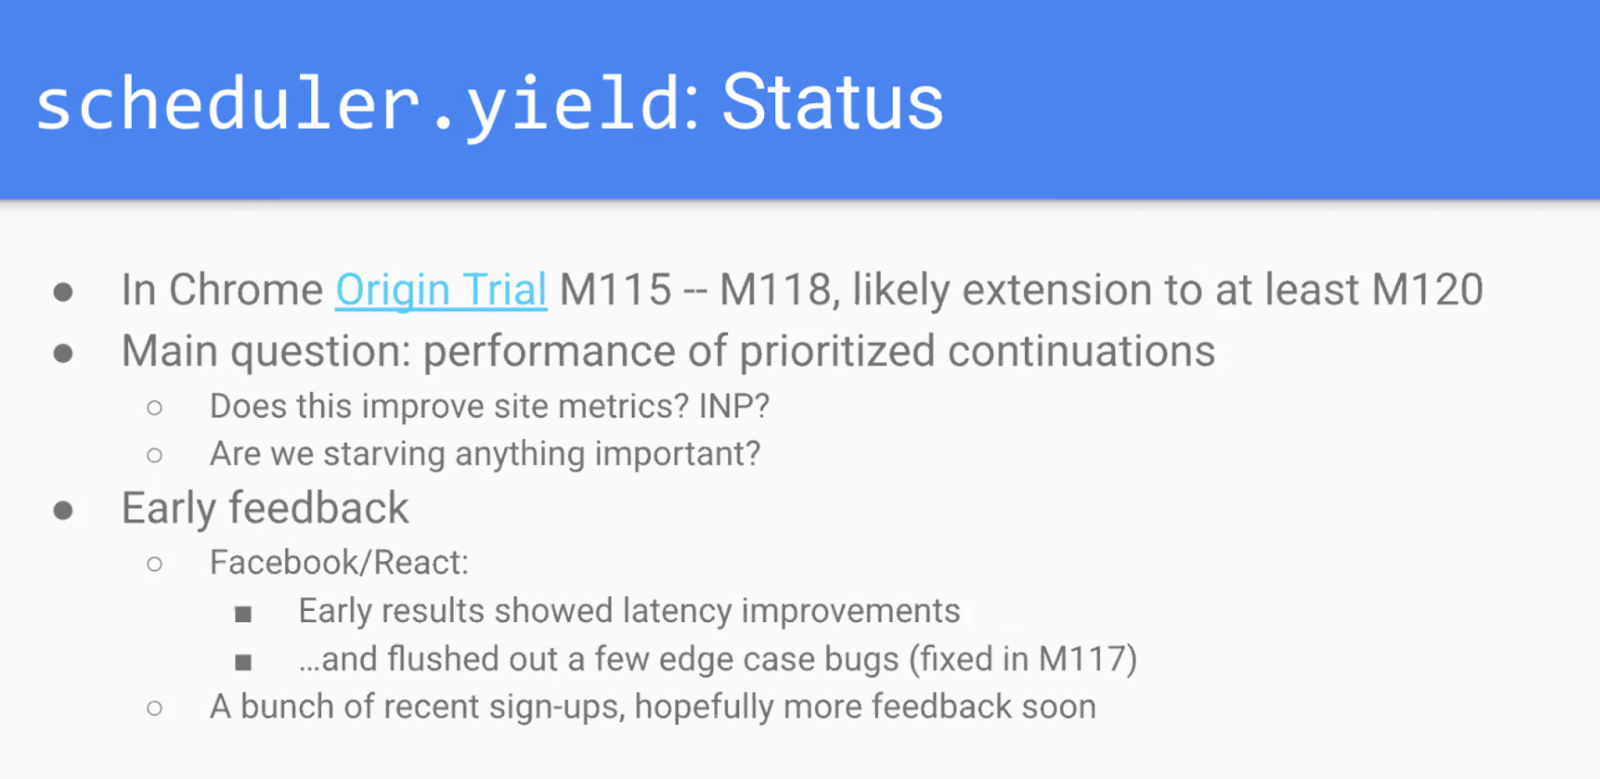 scheduler.yield: Status
● In Chrome Origin Trial M115 -- M118, likely extension to at least M120
● Main question: performance of prioritized continuations
○ Does this improve site metrics? INP?
○ Are we starving anything important?
● Early feedback
○ Facebook/React:
■ Early results showed latency improvements
■ …and flushed out a few edge case bugs (fixed in M117)
○ A bunch of recent sign-ups, hopefully more feedback soon